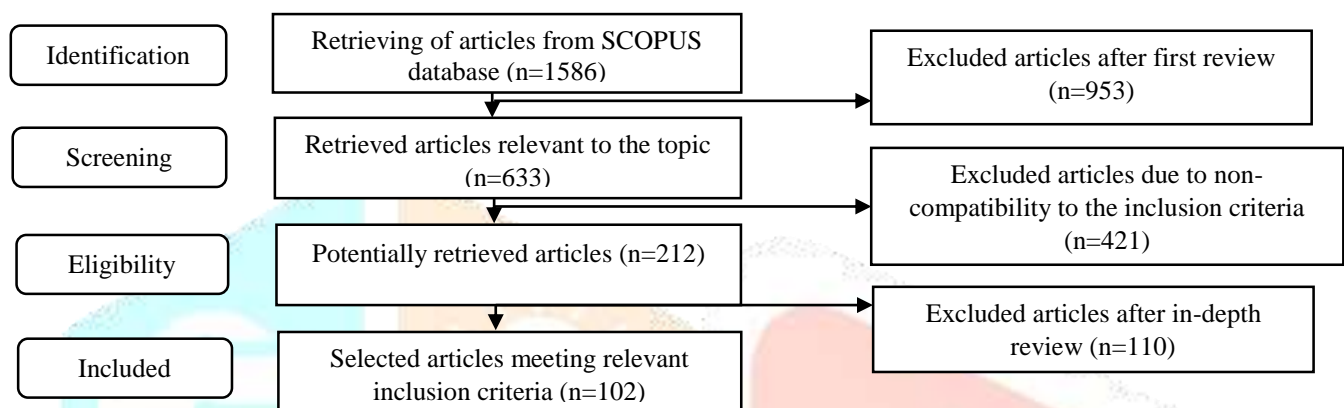 Identification
Retrieving of articles from SCOPUS
database (n=1586)
Excluded articles after first review
(n=953)
Screening
Retrieved articles relevant to the topic
(n=633)
Excluded articles due to non-
compatibility to the inclusion criteria
(n=421)
Eligibility
Potentially retrieved articles (n=212)
Excluded articles after in-depth
review (n=110)
Included
Selected articles meeting relevant
inclusion criteria (n=102)